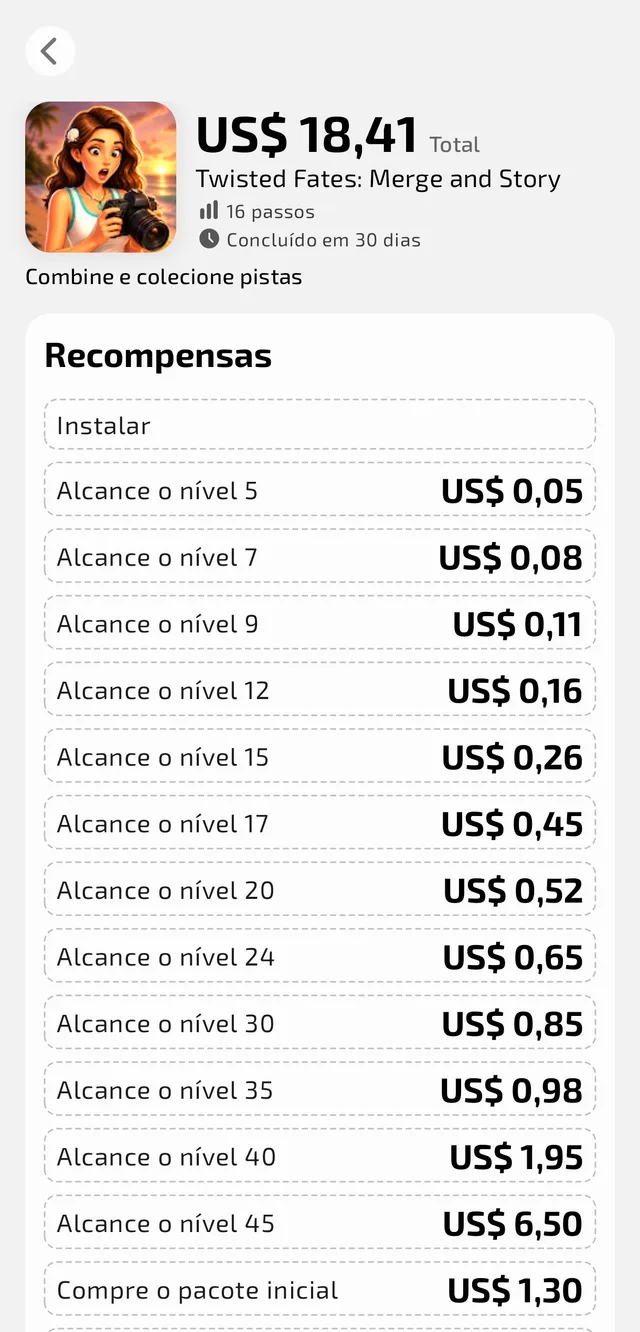 US$ 18,41 Total
Twisted Fates: Merge and Story
16 passos
Concluído em 30 dias
Combine e colecione pistas
Recompensas
Instalar
Alcance o nível 5 US$ 0,05
Alcance o nível 7 US$ 0,08
Alcance o nível 9 US$ 0,11
Alcance o nível 12 US$ 0,16
Alcance o nível 15 US$ 0,26
Alcance o nível 17 US$ 0,45
Alcance o nível 20 US$ 0,52
Alcance o nível 24 US$ 0,65
Alcance o nível 30 US$ 0,85
Alcance o nível 35 US$ 0,98
Alcance o nível 40 US$ 1,95
Alcance o nível 45 US$ 6,50
Compre o pacote inicial US$ 1,30